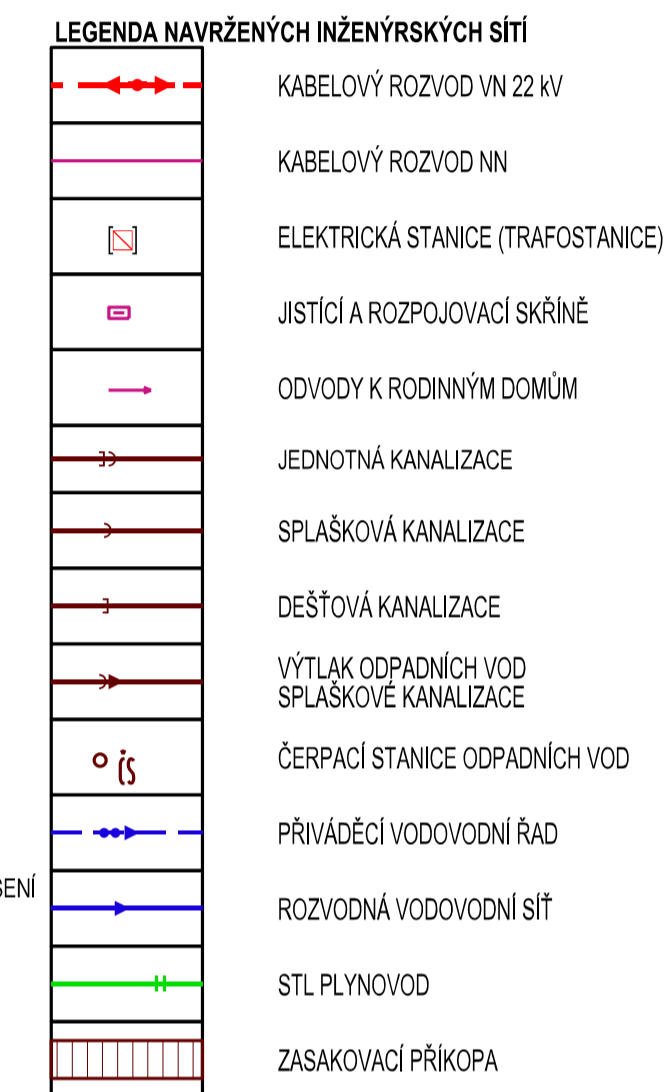 LEGENDA NAVRŽENÝCH INŽENÝRSKÝCH SÍTÍ
KABELOVÝ ROZVOD VN 22 kV
KABELOVÝ ROZVOD NN
ELEKTRICKÁ STANICE (TRAFOSTANICE)
JISTÍCÍ A ROZPOJOVACÍ SKŘÍNĚ
ODVODY K RODINNÝM DOMŮM
JEDNOTNÁ KANALIZACE
SPLAŠKOVÁ KANALIZACE
DEŠŤOVÁ KANALIZACE
VÝTLAK ODPADNÍCH VOD
SPLAŠKOVÉ KANALIZACE
čs ČERPACÍ STANICE ODPADNÍCH VOD
PŘIVÁDĚCÍ VODOVODNÍ ŘAD
SENÍ
ROZVODNÁ VODOVODNÍ SÍŤ
STL PLYNOVOD
ZASAKOVACÍ PŘÍKOPA